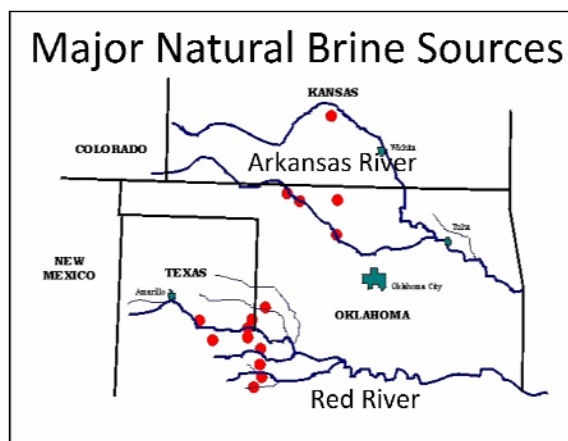 Major Natural Brine Sources
KANSAS
Wichita
COLORADO
Arkansas River
Tulsa
NEW
MEXICO
TEXAS
Amarillo
Oklahoma City
OKLAHOMA
Red River